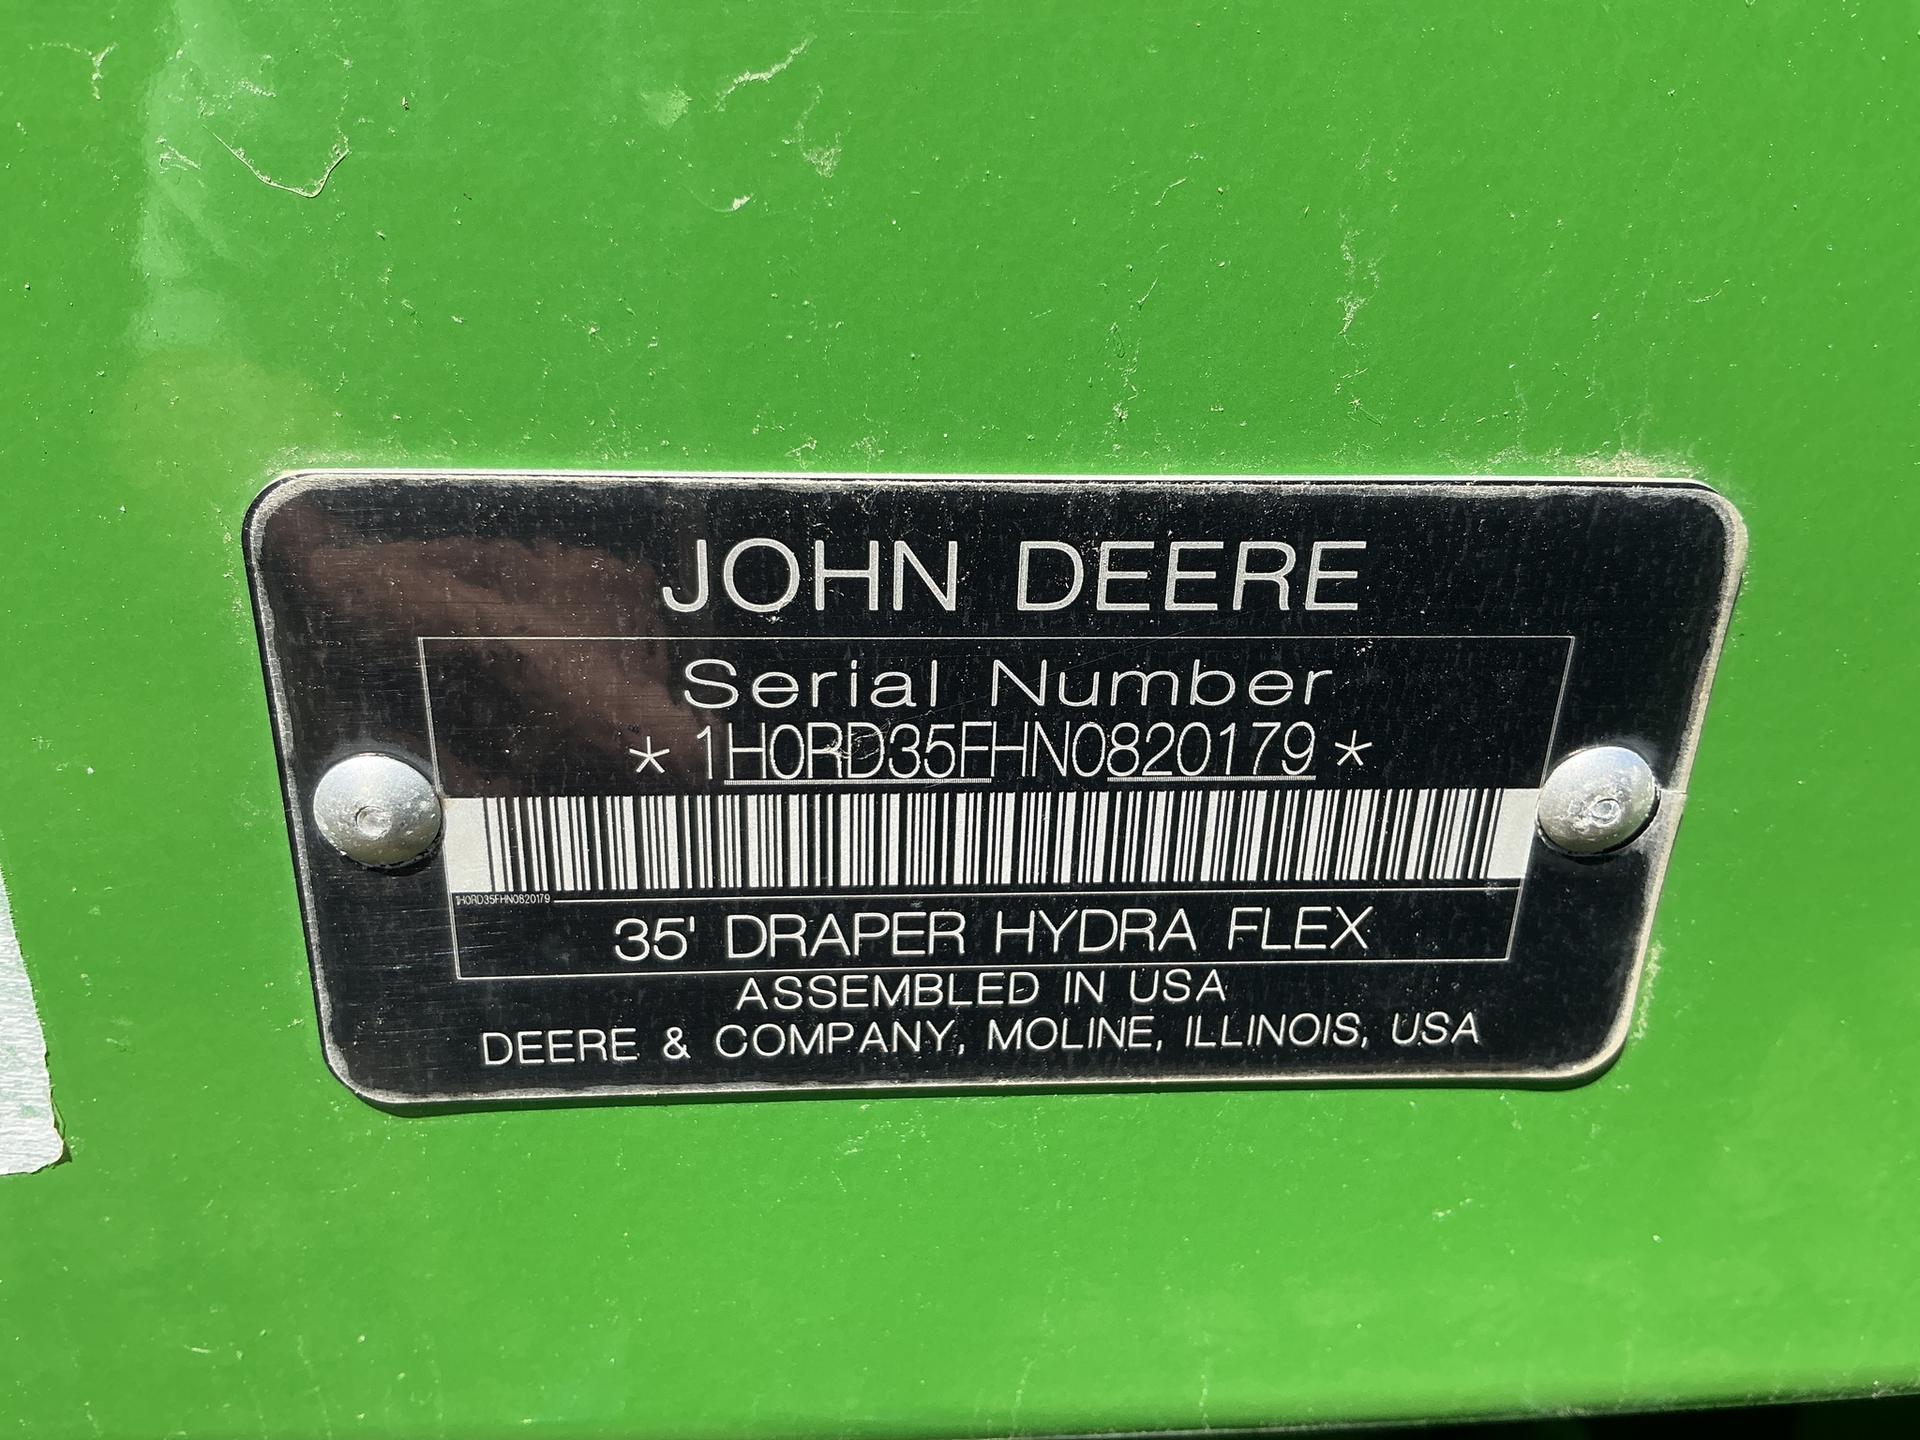 JOHN DEERE
Serial Number
* 1H0RD35FHN0820179 *
1H0RD35FHN0820179
35' DRAPER HYDRA FLEX
ASSEMBLED IN USA
DEERE & COMPANY, MOLINE, ILLINOIS, USA